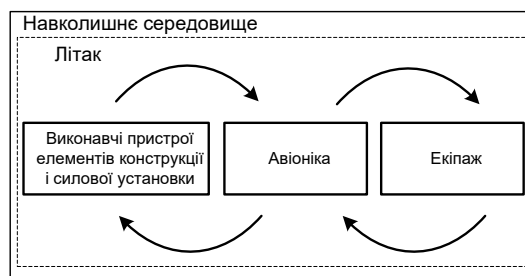 Навколишнє середовище
Літак
Виконавчі пристрої
елементів конструкції
і силової установки
Авіоніка
Екіпаж